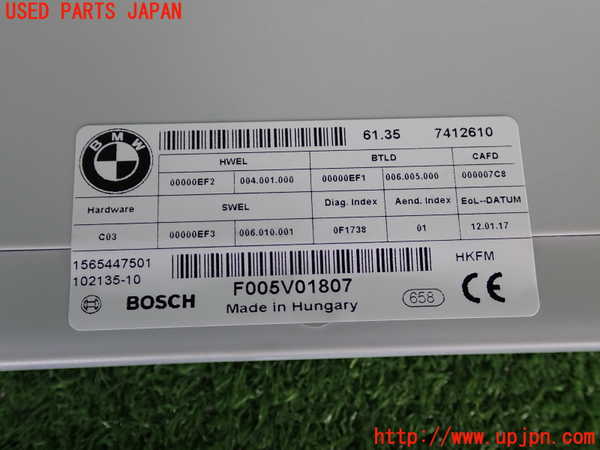 USED PARTS JAPAN
BMW
61.35 7412610
HWEL BTLD CAFD
00000EF2 004.001.000 00000EF1 006.005.000 000007C8
Hardware SWEL Diag. Index Aend. Index EoL--DATUM
C03 00000EF3 006.010.001 0F1738 01 12.01.17
1565447501 HKFM
102135-10
BOSCH F005V01807 658 CE
Made in Hungary
http://www.upjpn.com/